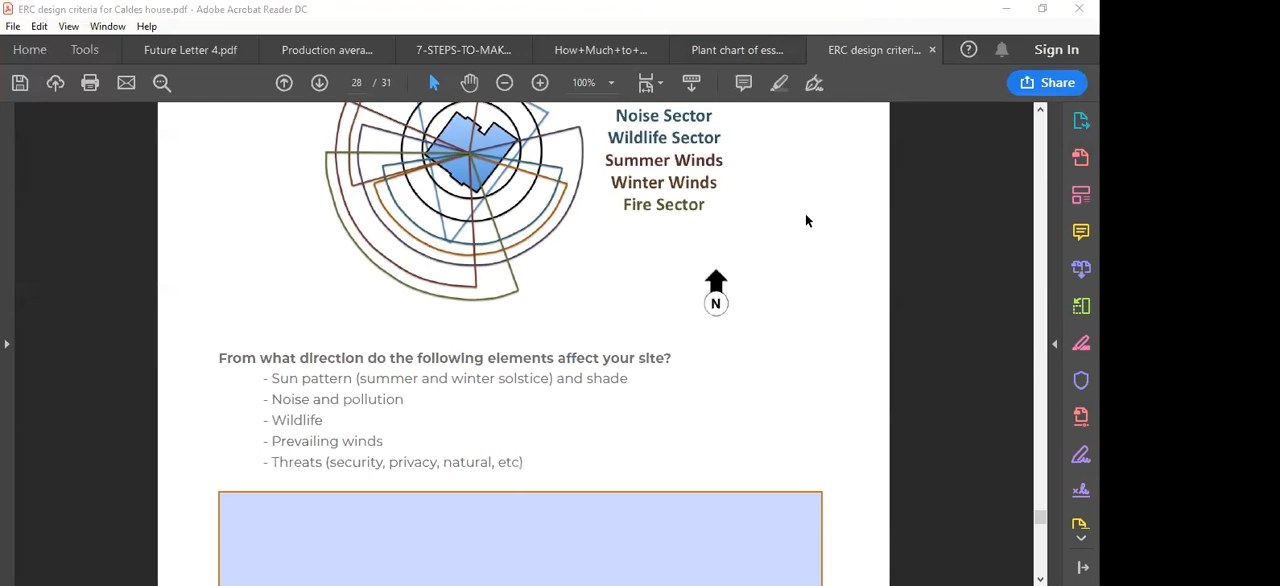 ERC design criteria for Caldes house.pdf - Adobe Acrobat Reader DC
File Edit View Window Help
Home Tools Future Letter 4.pdf Production avera... 7-STEPS-TO-MAK... How+Much+to+... Plant chart of ess... ERC design criteri... × ? Sign In
28 / 31 100% Share
Noise Sector
Wildlife Sector
Summer Winds
Winter Winds
Fire Sector
N
From what direction do the following elements affect your site?
- Sun pattern (summer and winter solstice) and shade
- Noise and pollution
- Wildlife
- Prevailing winds
- Threats (security, privacy, natural, etc)